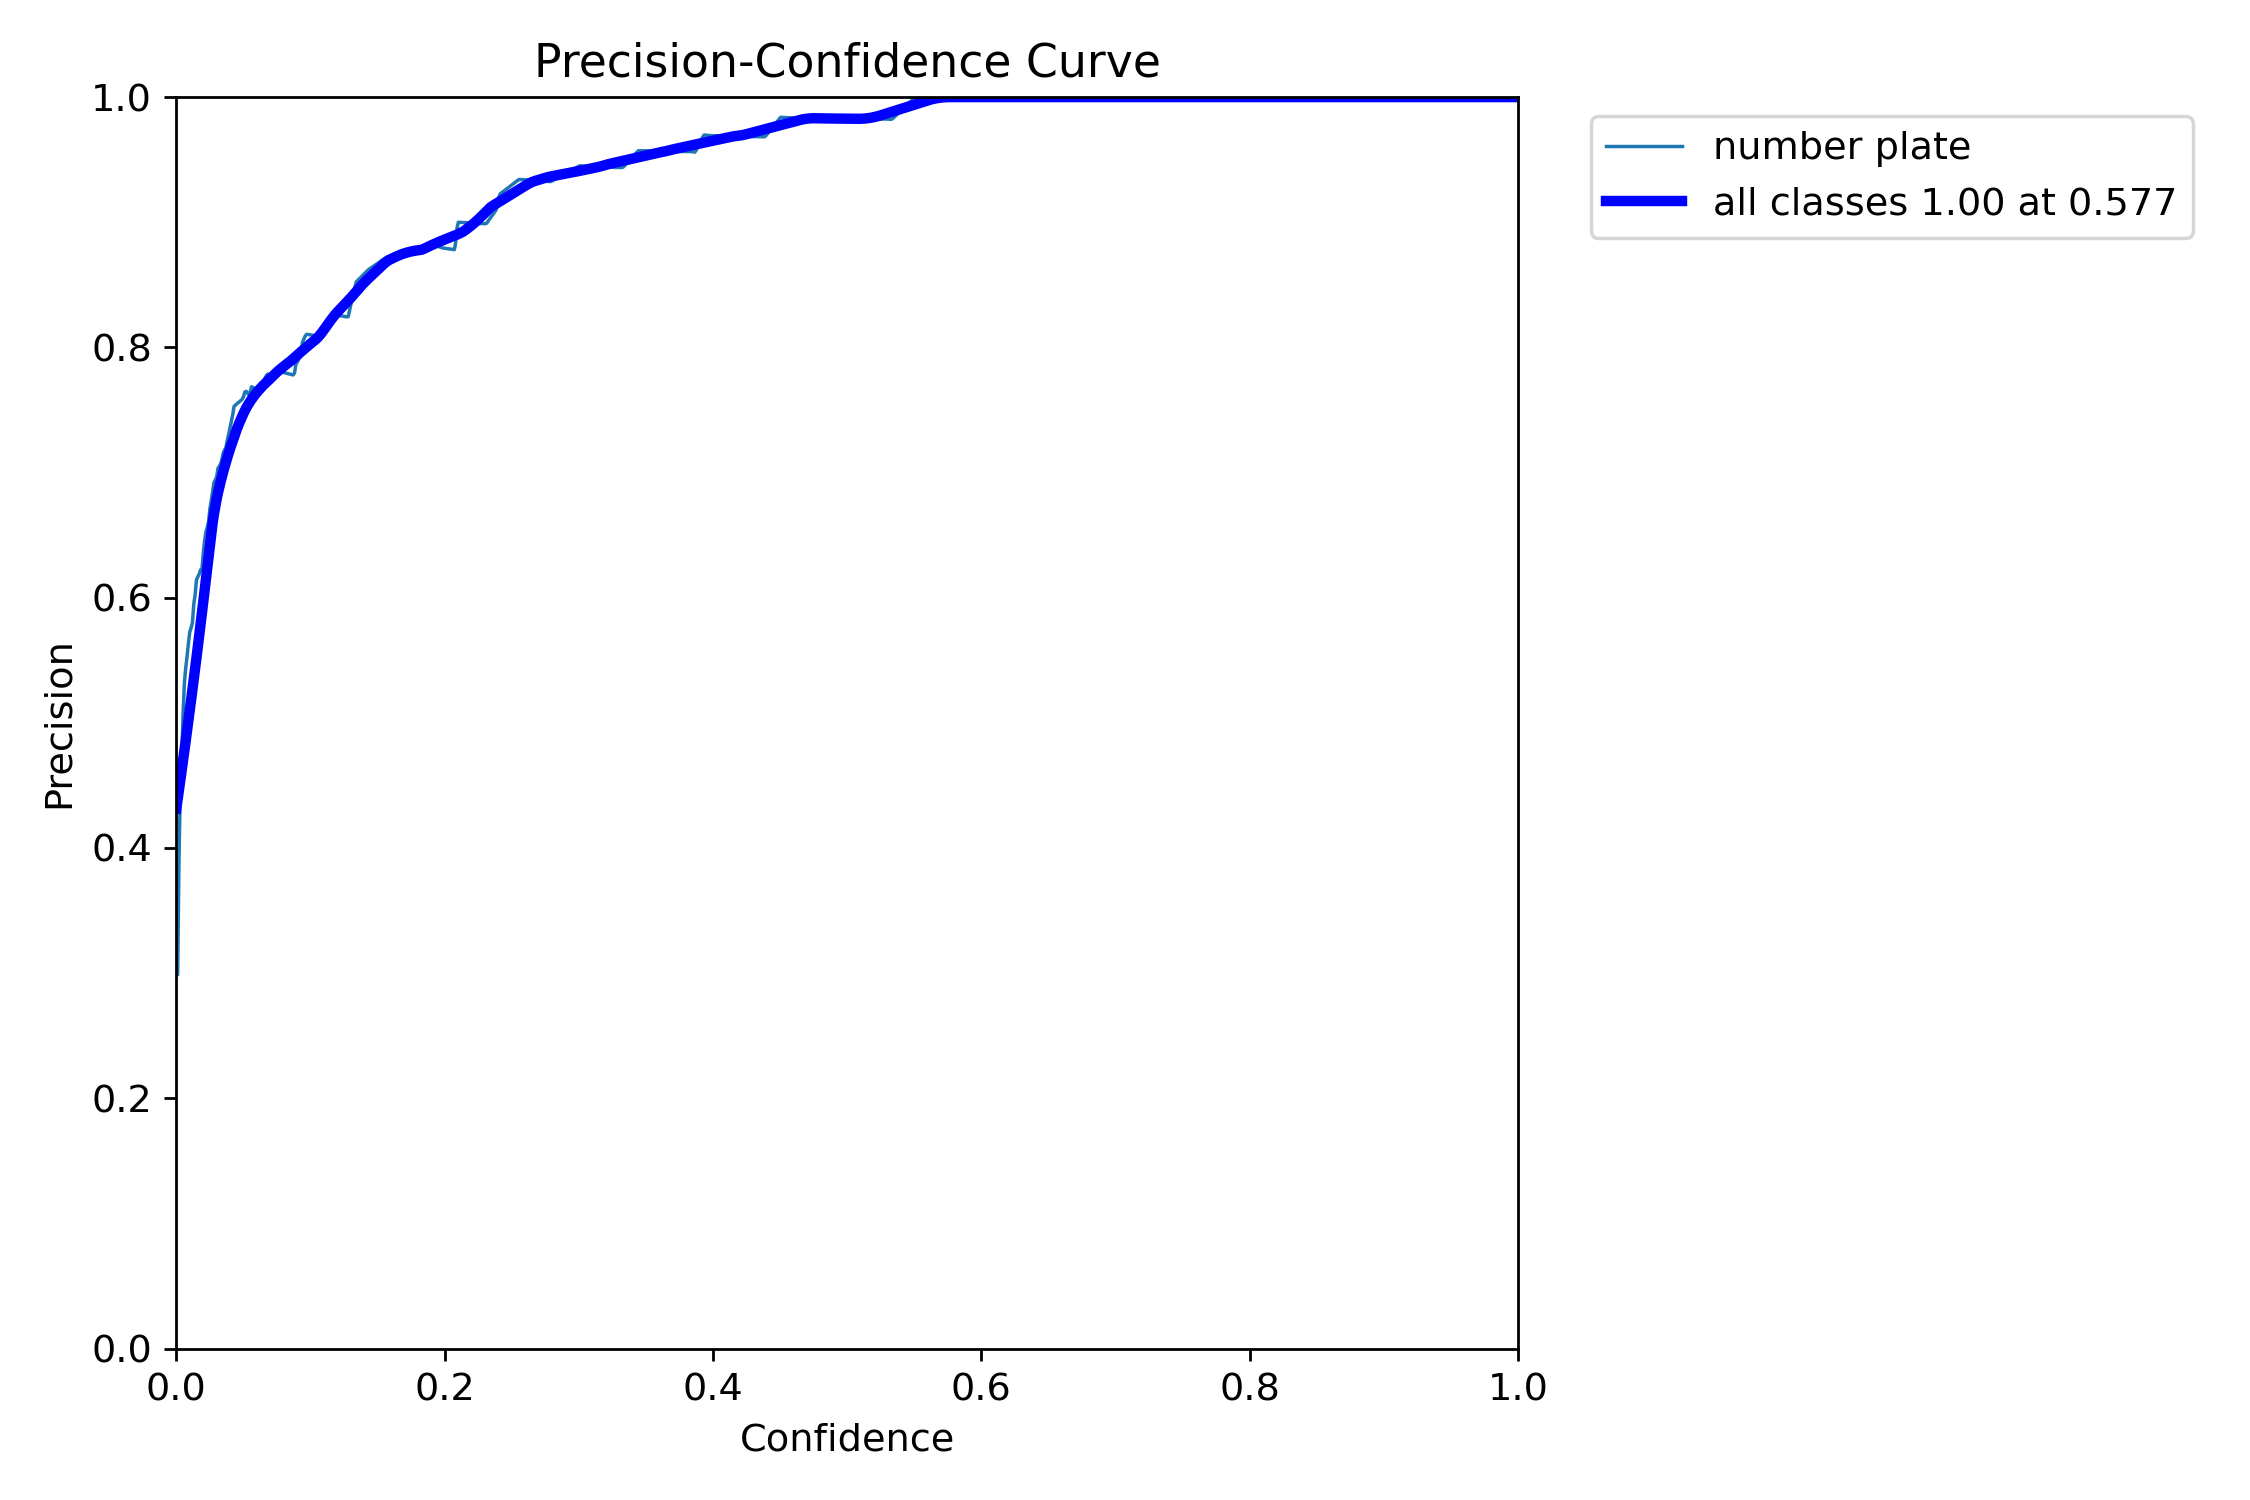 Precision-Confidence Curve
1.0
0.8
0.6
0.4
0.2
0.0
Precision
0.0 0.2 0.4 0.6 0.8 1.0
Confidence
number plate
all classes 1.00 at 0.577